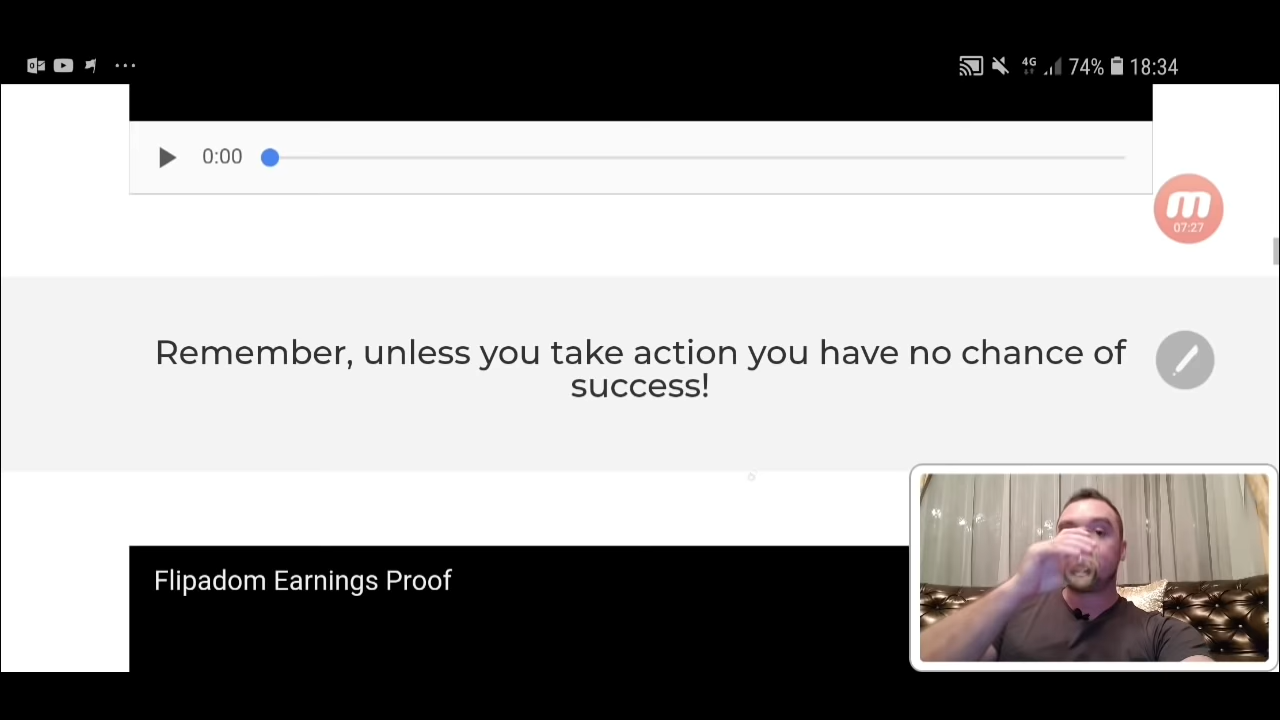 4G 74% 18:34
0:00
m
07:27
Remember, unless you take action you have no chance of
success!
Flipadom Earnings Proof